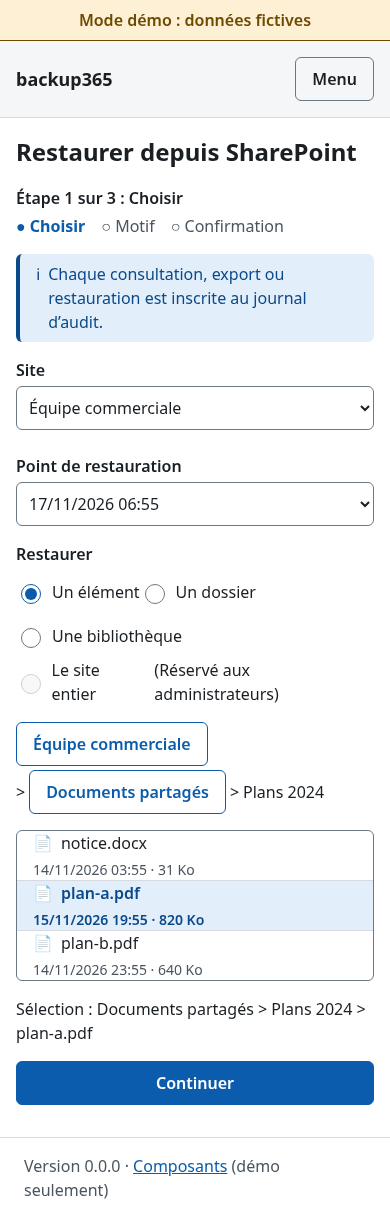 Mode démo : données fictives
backup365
Menu
Restaurer depuis SharePoint
Étape 1 sur 3 : Choisir
● Choisir ○ Motif ○ Confirmation
i Chaque consultation, export ou
restauration est inscrite au journal
d’audit.
Site
Équipe commerciale
Point de restauration
17/11/2026 06:55
Restaurer
Un élément Un dossier
Une bibliothèque
Le site entier (Réservé aux administrateurs)
Équipe commerciale
> Documents partagés > Plans 2024
notice.docx
14/11/2026 03:55 · 31 Ko
plan-a.pdf
15/11/2026 19:55 · 820 Ko
plan-b.pdf
14/11/2026 23:55 · 640 Ko
Sélection : Documents partagés > Plans 2024 >
plan-a.pdf
Continuer
Version 0.0.0 · Composants (démo
seulement)